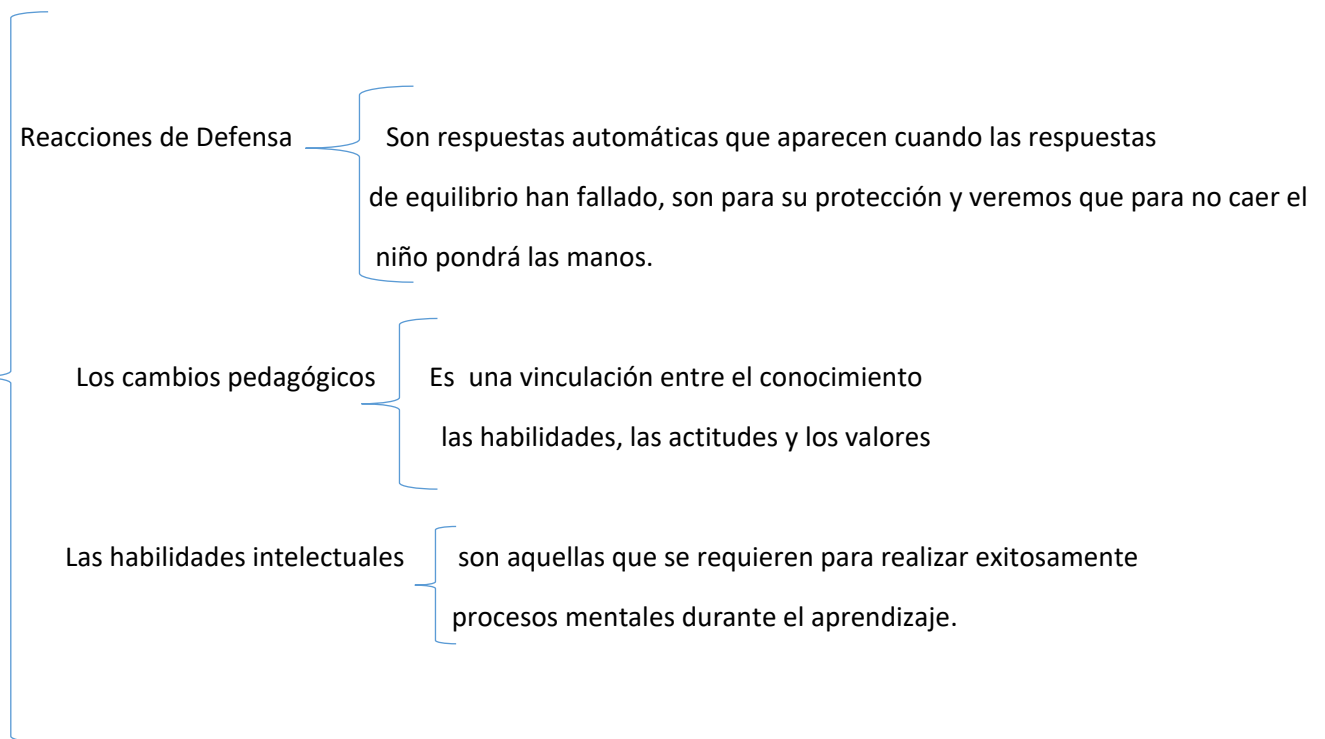 Reacciones de Defensa Son respuestas automáticas que aparecen cuando las respuestas
de equilibrio han fallado, son para su protección y veremos que para no caer el
niño pondrá las manos.
Los cambios pedagógicos Es una vinculación entre el conocimiento
las habilidades, las actitudes y los valores
Las habilidades intelectuales son aquellas que se requieren para realizar exitosamente
procesos mentales durante el aprendizaje.